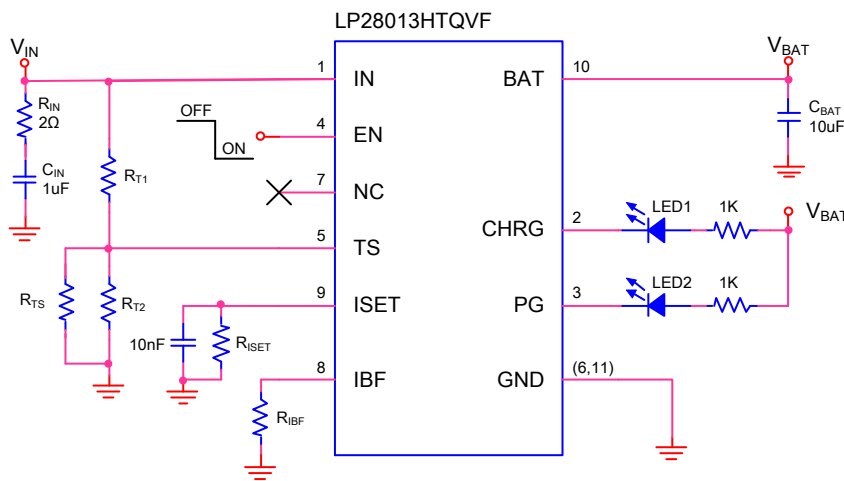 LP28013HTQVF
VIN
RIN
2Ω
CIN
1uF
RT1
OFF
ON
1
IN
4
EN
7
NC
5
TS
9
ISET
8
IBF
RTS
RT2
10nF
RISET
RIBF
BAT
10
VBAT
CBAT
10uF
CHRG
2
LED1
1K
VBAT
PG
3
LED2
1K
GND
(6,11)